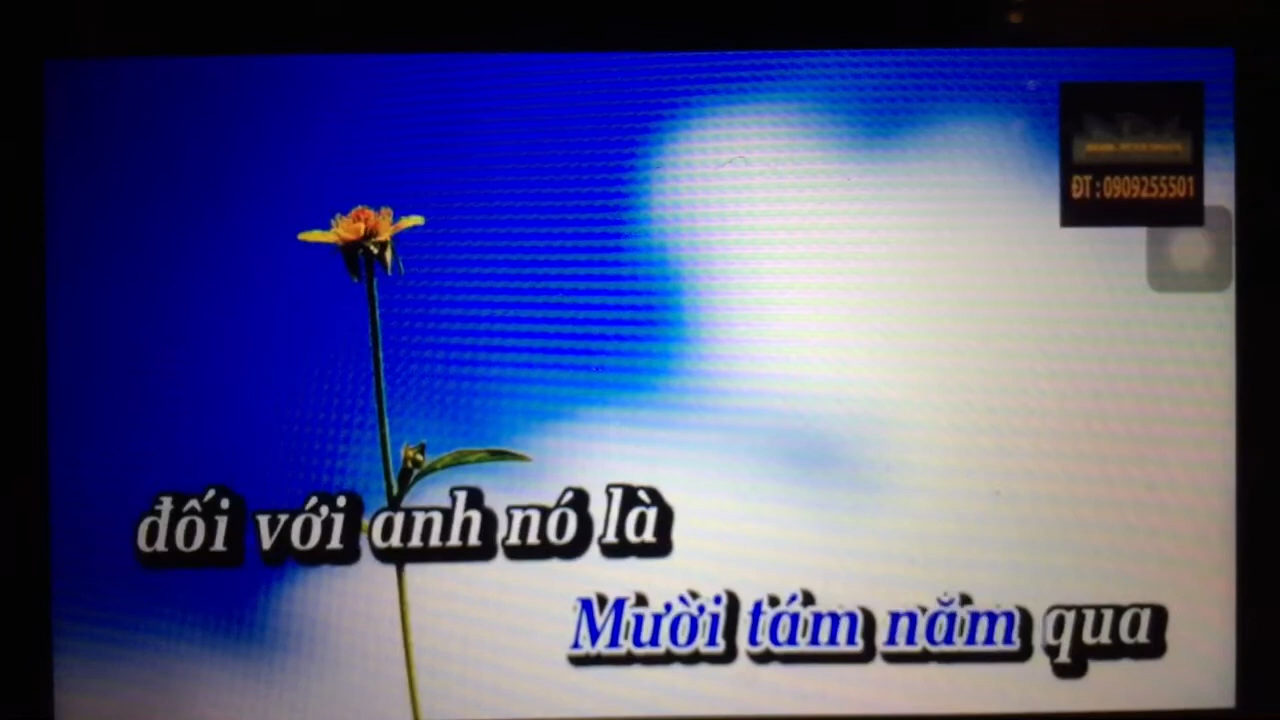 ĐT : 0909255501
đối với anh nó là
Mười tám năm qua